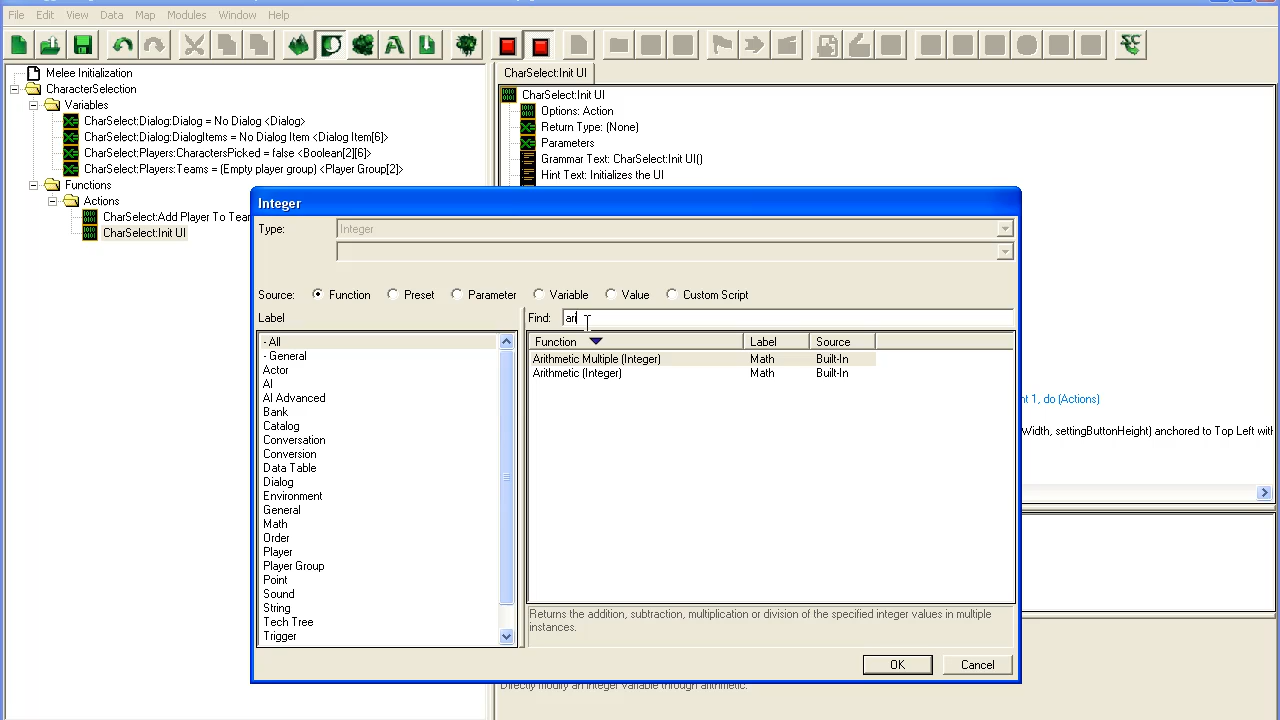 File Edit View Data Map Modules Window Help
Melee Initialization
CharacterSelection
Variables
CharSelect:Dialog:Dialog = No Dialog <Dialog>
CharSelect:Dialog:DialogItems = No Dialog Item <Dialog Item[6]>
CharSelect:Players:CharactersPicked = false <Boolean[2][6]>
CharSelect:Players:Teams = (Empty player group) <Player Group[2]>
Functions
Actions
CharSelect:Add Player To Tear
CharSelect:Init UI
CharSelect:Init UI
CharSelect:Init UI
Options: Action
Return Type: (None)
Parameters
Grammar Text: CharSelect:Init UI()
Hint Text: Initializes the UI
Integer
Type: Integer
Source: Function Preset Parameter Variable Value Custom Script
Label
- All
- General
Actor
AI
AI Advanced
Bank
Catalog
Conversation
Conversion
Data Table
Dialog
Environment
General
Math
Order
Player
Player Group
Point
Sound
String
Tech Tree
Trigger
Find: ari
Function Label Source
Arithmetic Multiple (Integer) Math Built-In
Arithmetic (Integer) Math Built-In
Returns the addition, subtraction, multiplication or division of the specified integer values in multiple
instances.
OK Cancel
nt 1, do (Actions)
Width, settingButtonHeight) anchored to Top Left with
Directly modify an integer variable through arithmetic.